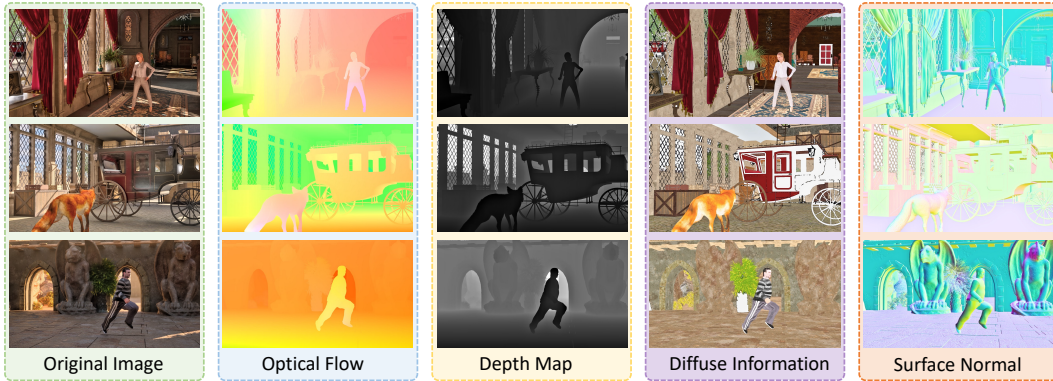 Original Image
Optical Flow
Depth Map
Diffuse Information
Surface Normal